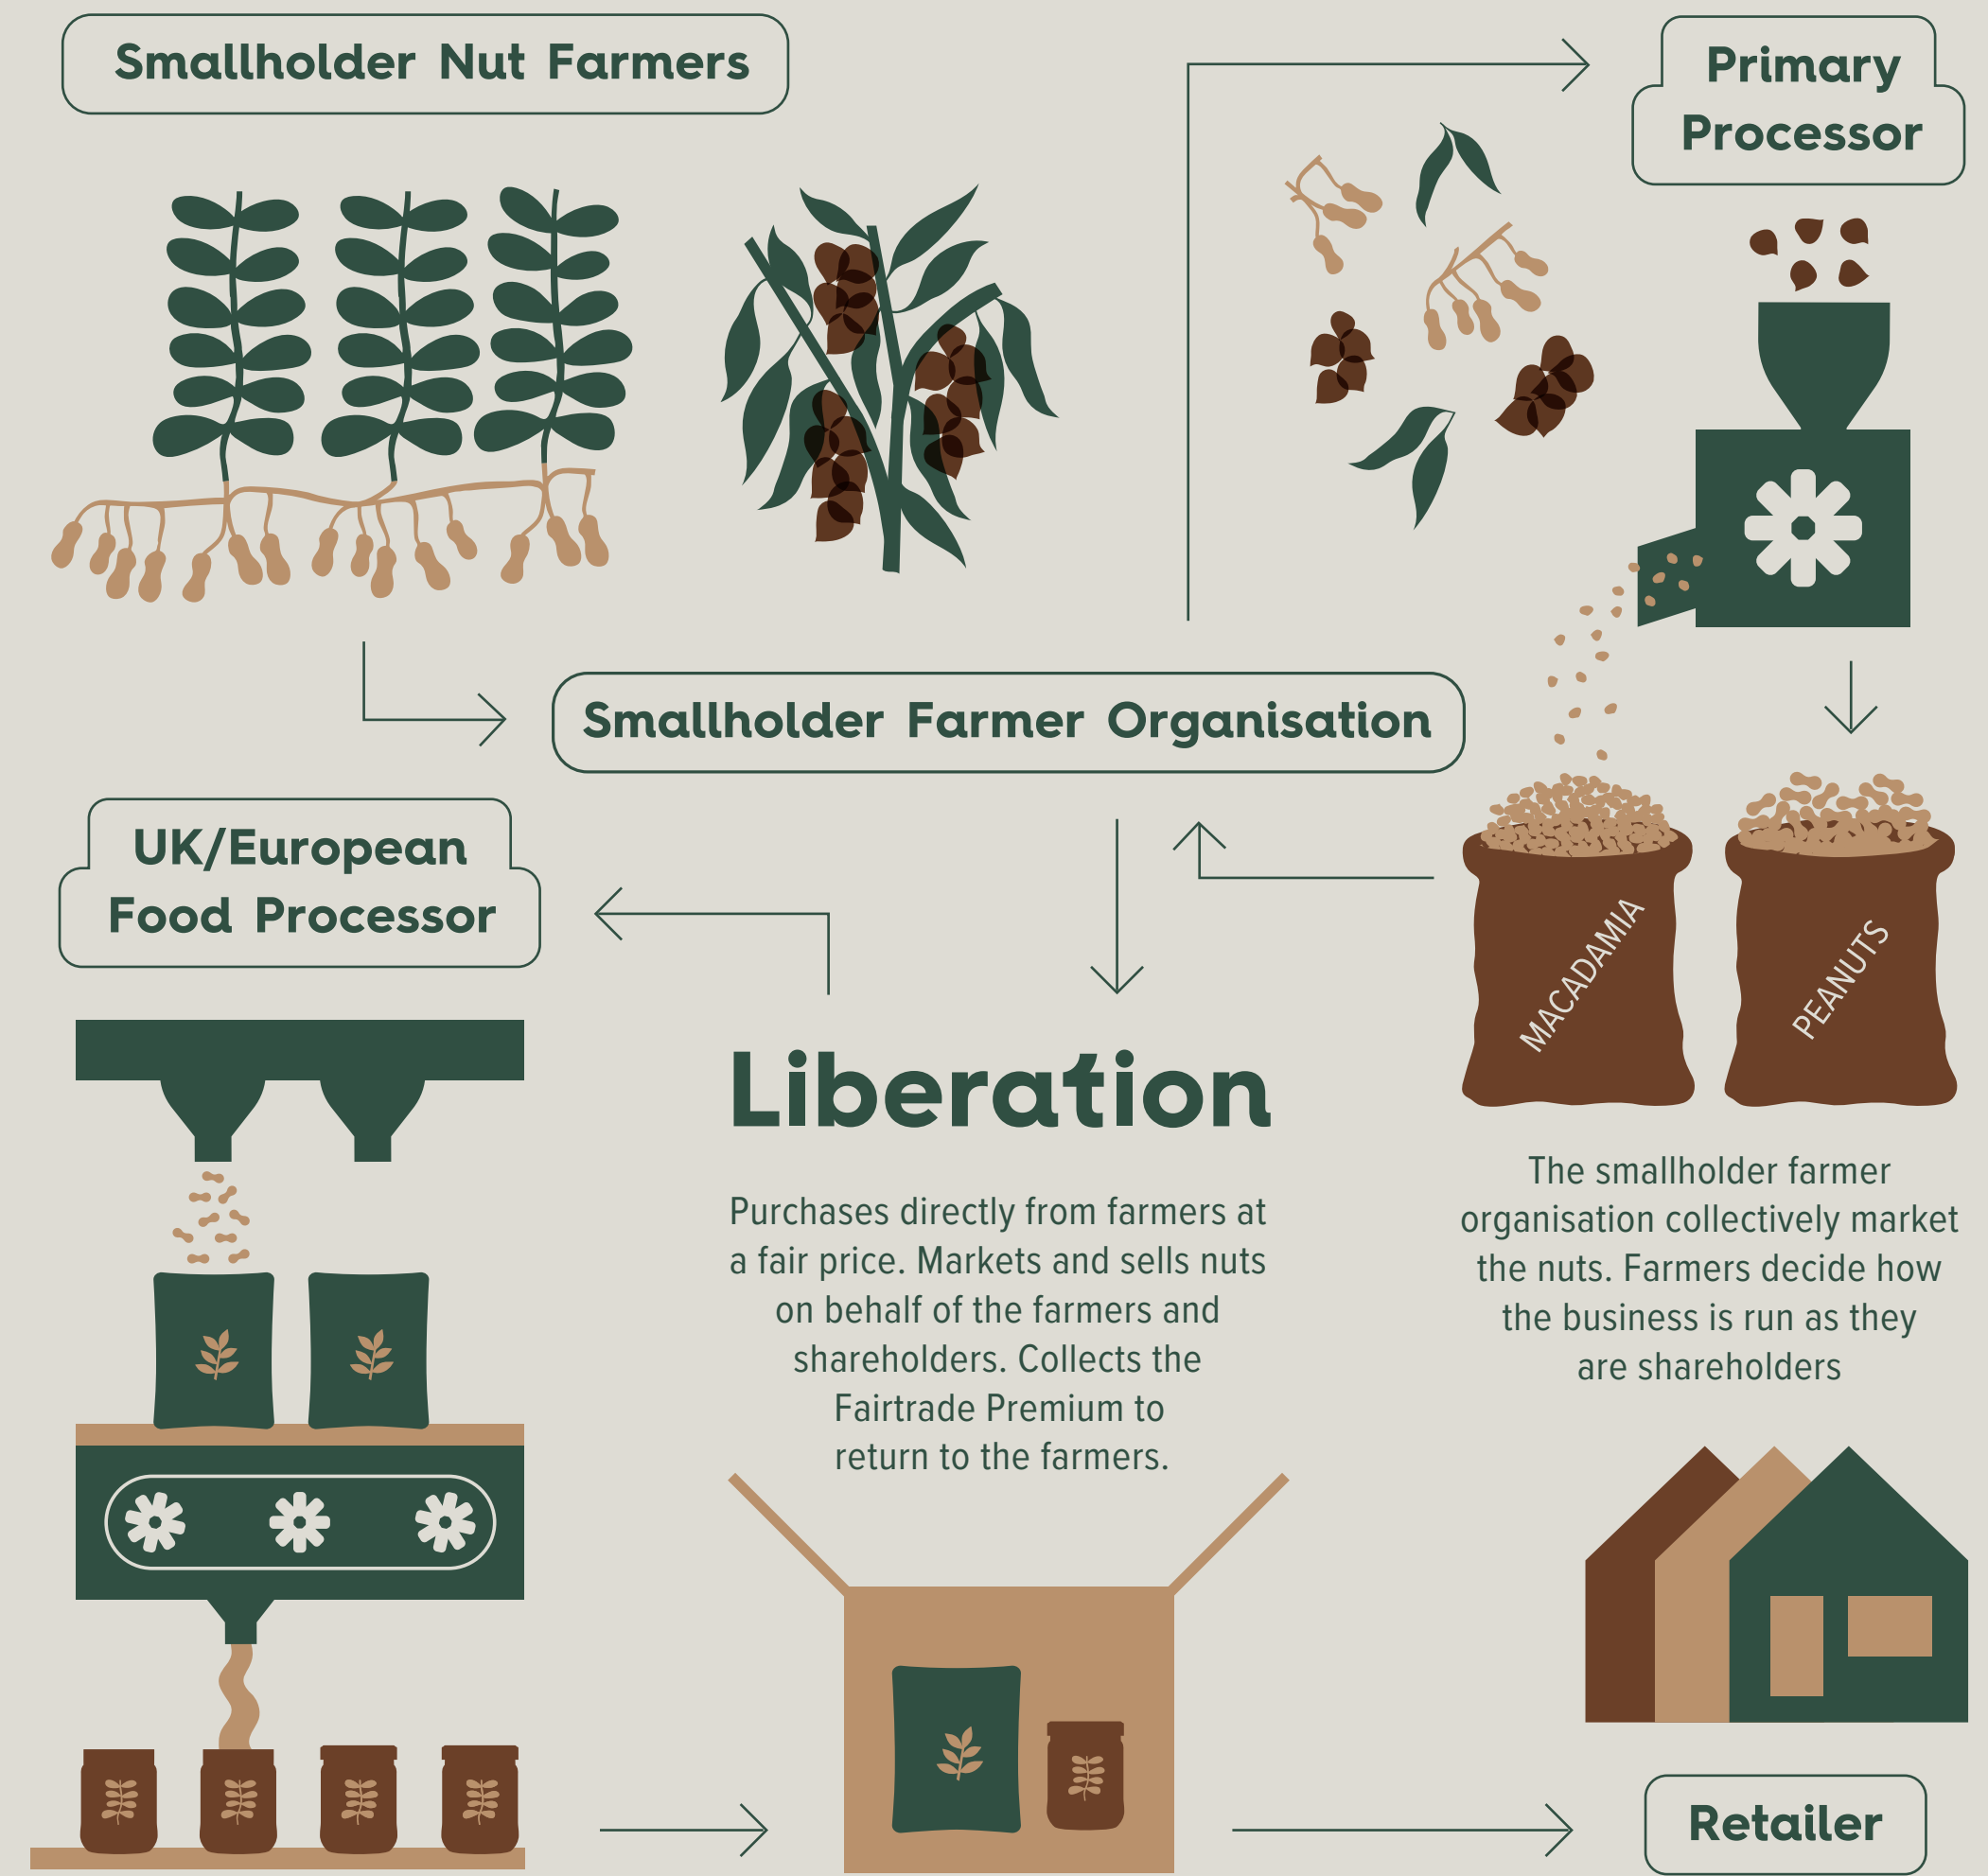 Smallholder Nut Farmers
Primary
Processor
Smallholder Farmer Organisation
UK/European
Food Processor
MACADAMIA
PEANUTS
Liberation
Purchases directly from farmers at
a fair price. Markets and sells nuts
on behalf of the farmers and
shareholders. Collects the
Fairtrade Premium to
return to the farmers.
The smallholder farmer
organisation collectively market
the nuts. Farmers decide how
the business is run as they
are shareholders
Retailer